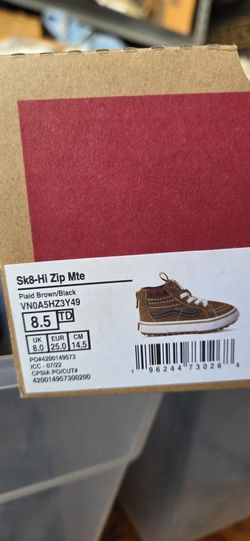 Sk8-Hi Zip Mte
Plaid Brown/Black
VN0A5HZ3Y49
8.5 TD
UK EUR CM
8.0 25.0 14.5
PO#4200149573
ICC - 07/22
CPSIA PO/CUT#
420014957300200
1 96244 73026 8